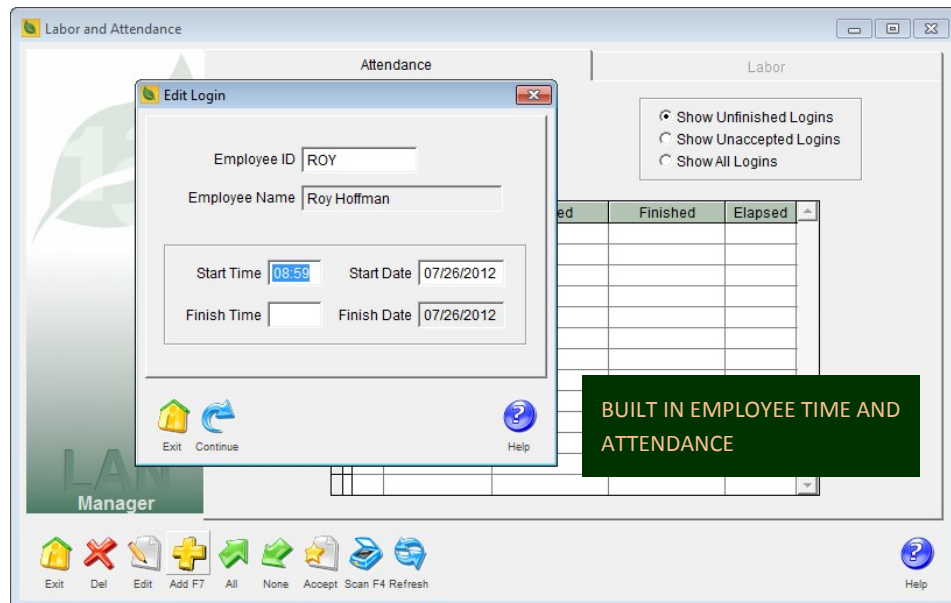 Labor and Attendance
Attendance
Labor
Edit Login
Show Unfinished Logins
Show Unaccepted Logins
Show All Logins
Employee ID ROY
Employee Name Roy Hoffman
ed Finished Elapsed
Start Time 08:59 Start Date 07/26/2012
Finish Time Finish Date 07/26/2012
Exit Continue Help
BUILT IN EMPLOYEE TIME AND
ATTENDANCE
LAN
Manager
Exit Del Edit Add F7 All None Accept Scan F4 Refresh Help